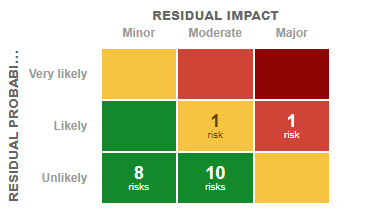 RESIDUAL IMPACT
Minor Moderate Major
RESIDUAL PROBABI...
Very likely
Likely
1 risk
1 risk
Unlikely
8 risks
10 risks